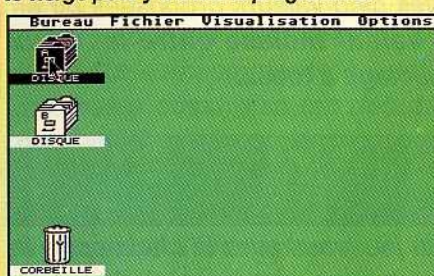 Bureau Fichier Visualisation Options
A
DISQUE
B
DISQUE
CORBEILLE